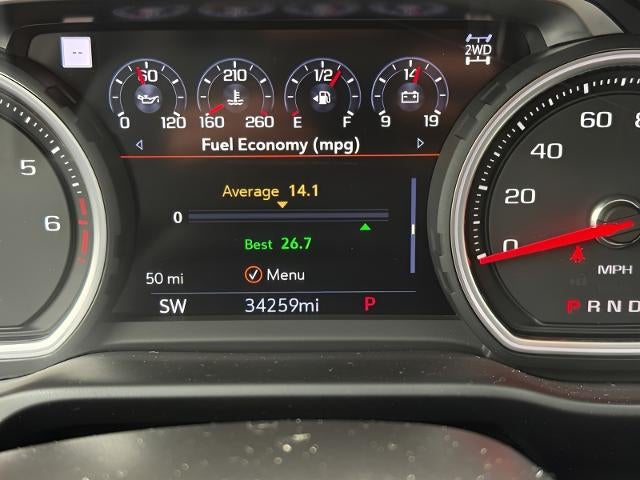 --
2WD
60
0 120
210
160 260
1/2
E F
14
9 19
Fuel Economy (mpg)
5
6
Average 14.1
0
Best 26.7
50 mi
Menu
SW 34259mi P
60
40
20
0
MPH
P R N D